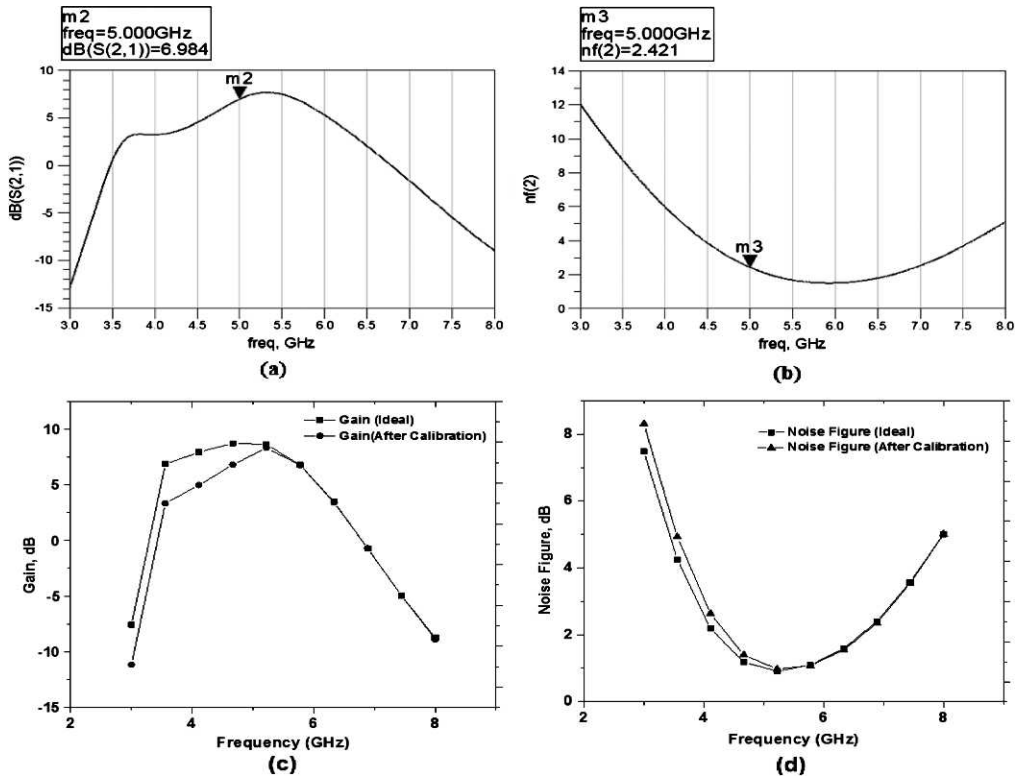 m2
freq=5.000GHz
dB(S(2,1))=6.984
m3
freq=5.000GHz
nf(2)=2.421
10
5
0
-5
-10
-15
dB(S(2,1))
m2
3.0 3.5 4.0 4.5 5.0 5.5 6.0 6.5 7.0 7.5 8.0
freq, GHz
(a)
14
12
10
8
6
4
2
0
nf(2)
m3
3.0 3.5 4.0 4.5 5.0 5.5 6.0 6.5 7.0 7.5 8.0
freq, GHz
(b)
10
5
0
-5
-10
-15
Gain, dB
Gain (Ideal)
Gain(After Calibration)
2 4 6 8
Frequency (GHz)
(c)
8
6
4
2
0
Noise Figure, dB
Noise Figure (Ideal)
Noise Figure (After Calibration)
2 4 6 8
Frequency (GHz)
(d)